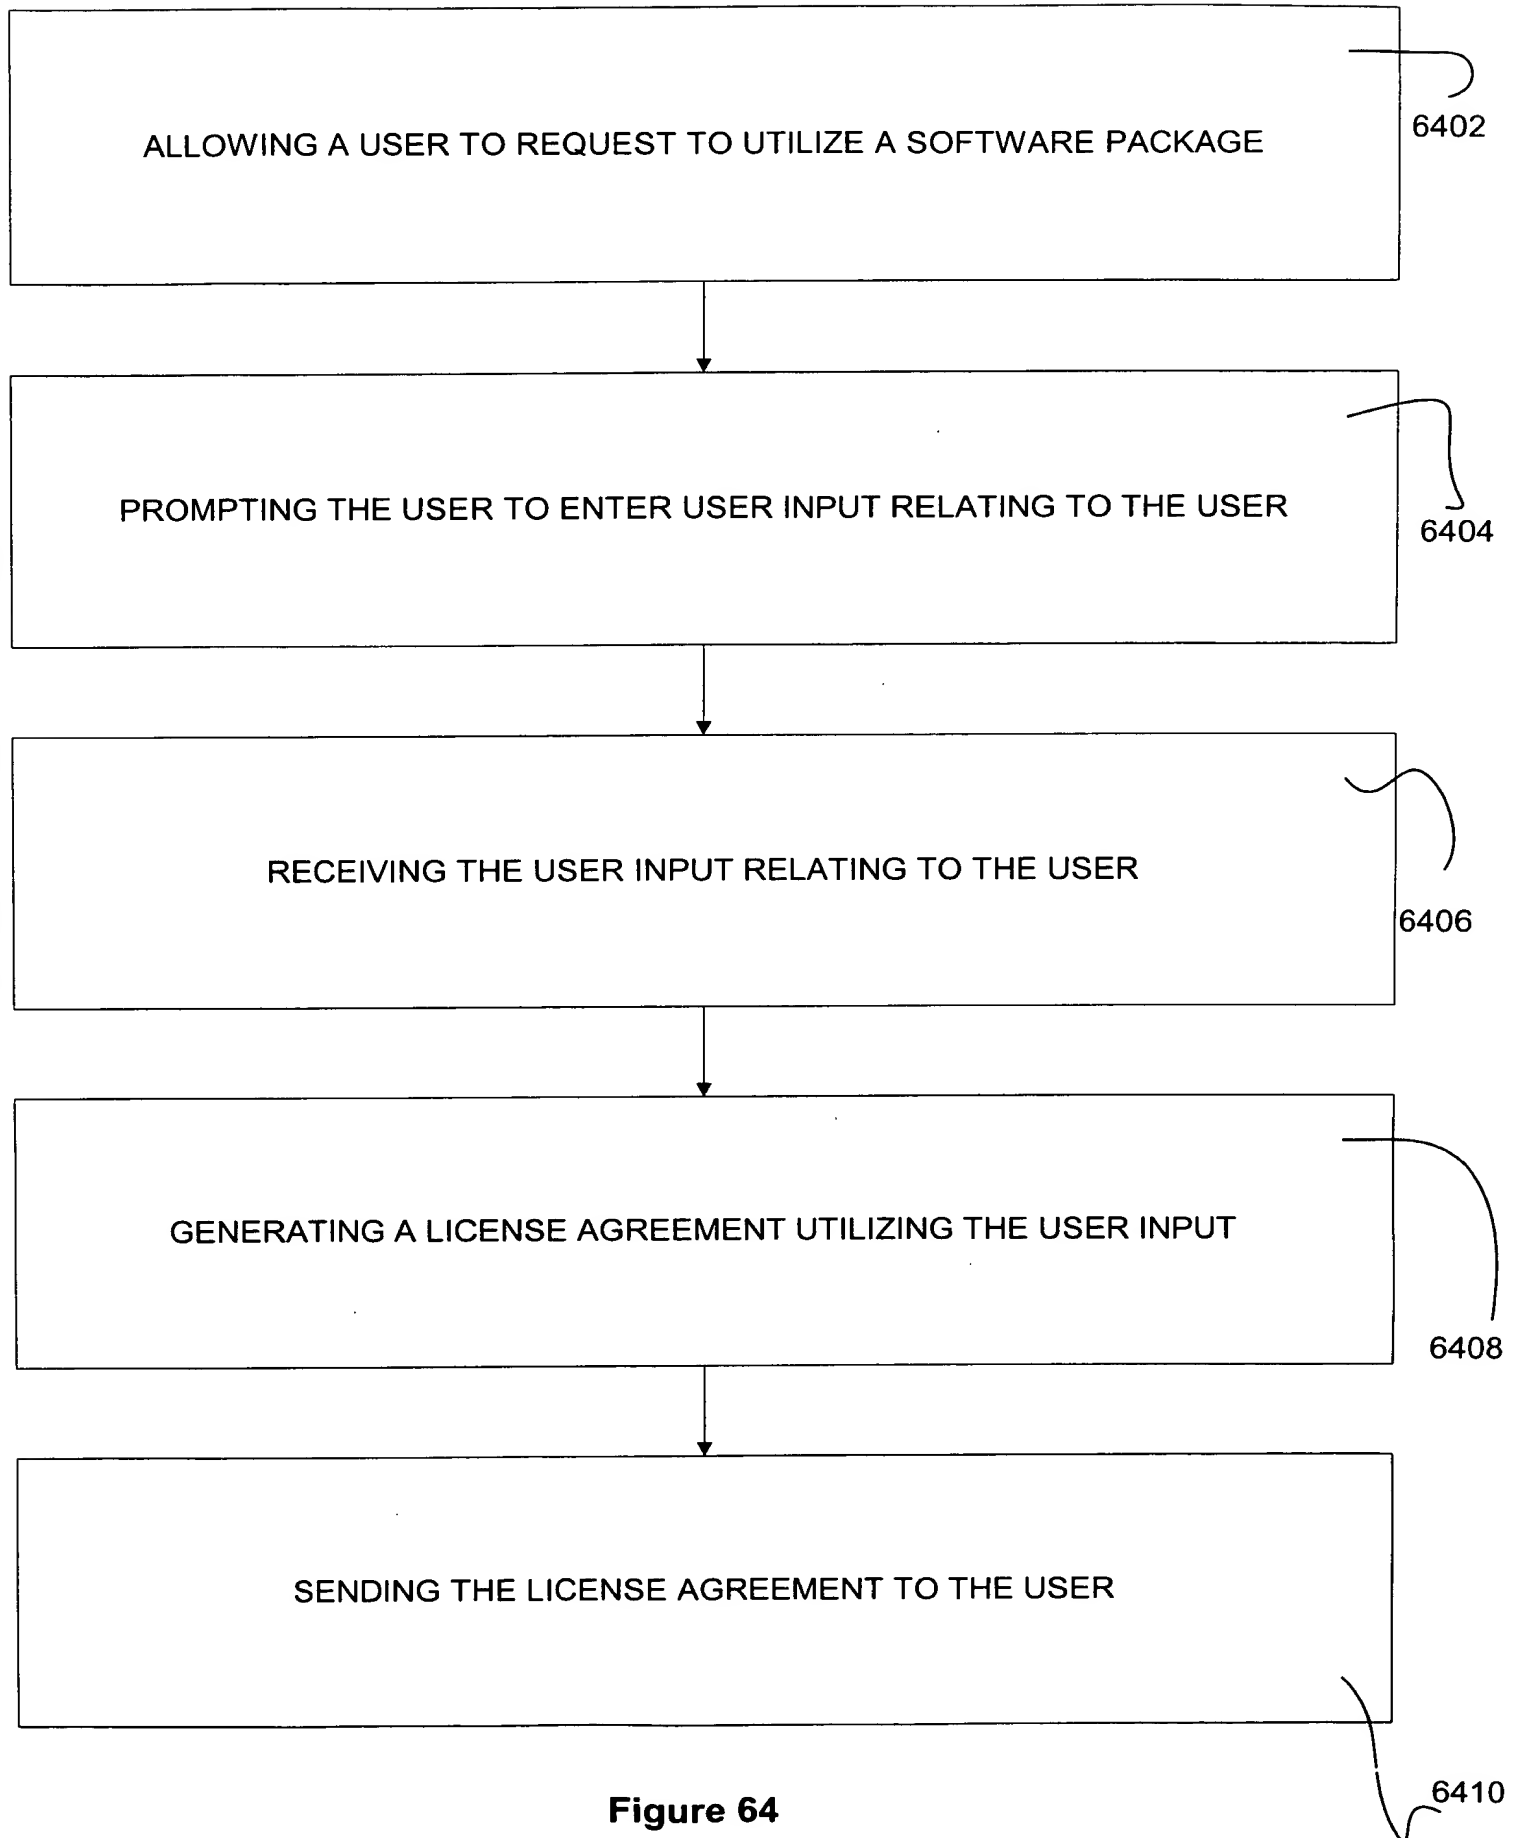 ALLOWING A USER TO REQUEST TO UTILIZE A SOFTWARE PACKAGE
6402
PROMPTING THE USER TO ENTER USER INPUT RELATING TO THE USER
6404
RECEIVING THE USER INPUT RELATING TO THE USER
6406
GENERATING A LICENSE AGREEMENT UTILIZING THE USER INPUT
6408
SENDING THE LICENSE AGREEMENT TO THE USER
6410
Figure 64